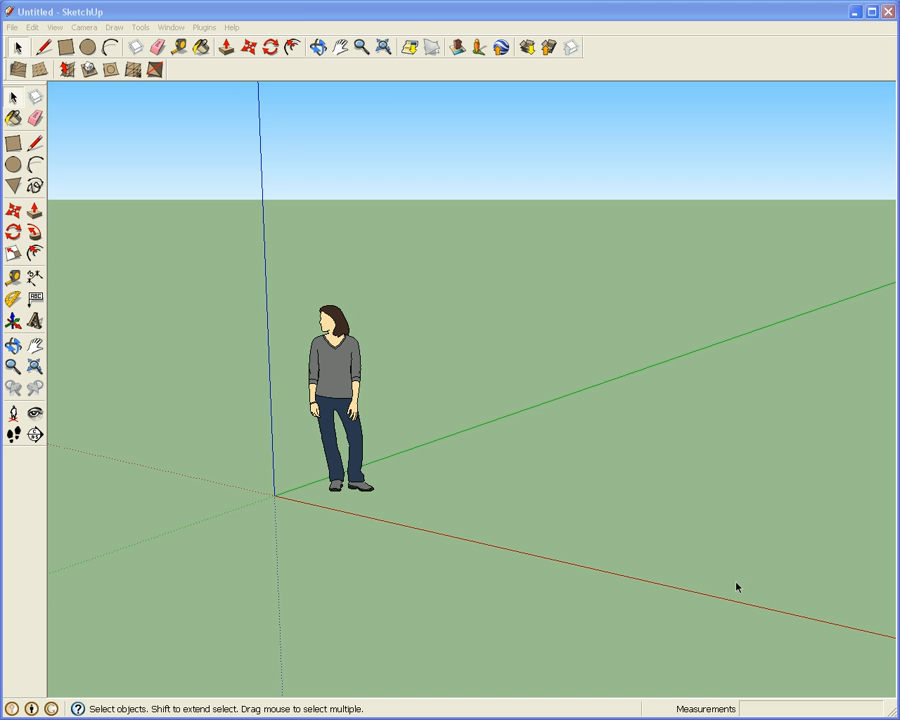 Untitled - SketchUp
File Edit View Camera Draw Tools Window Plugins Help
ABC
Select objects. Shift to extend select. Drag mouse to select multiple. Measurements